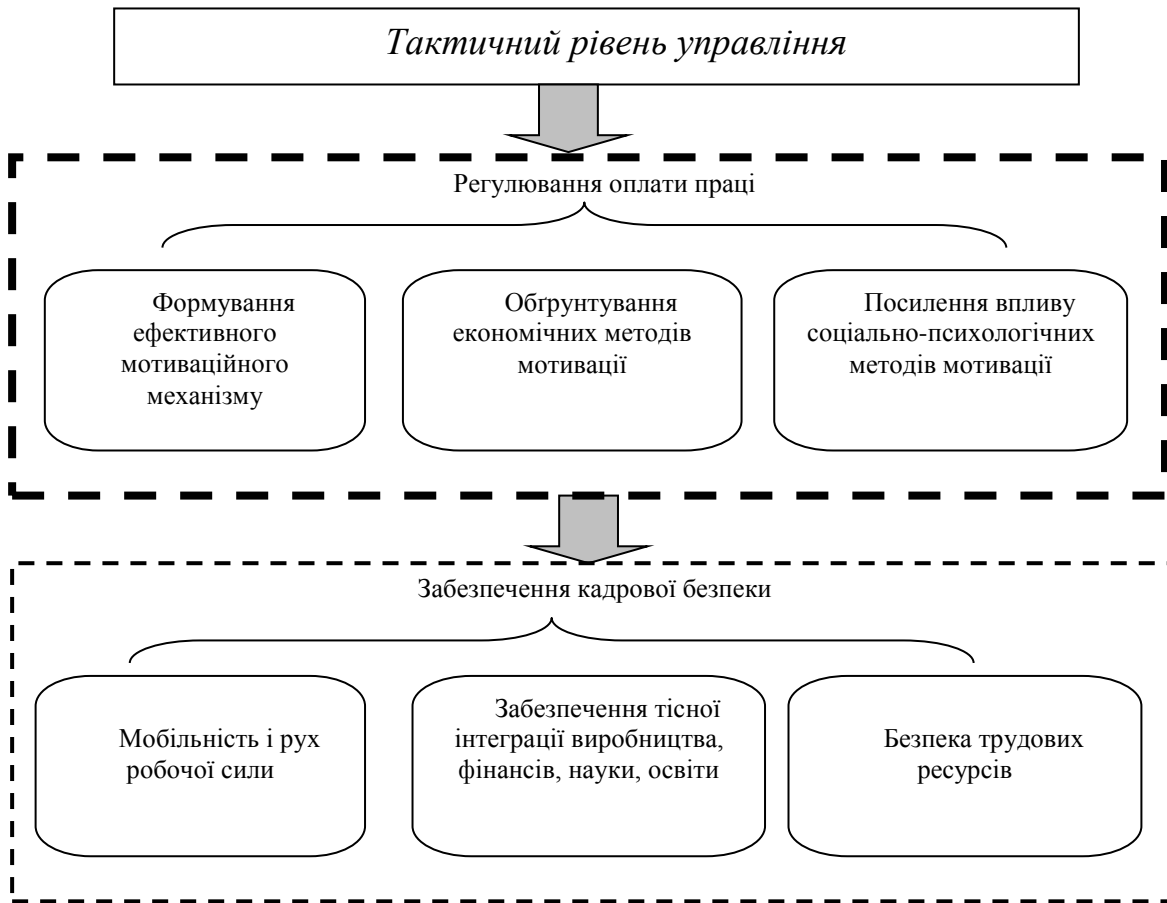 Тактичний рівень управління
Регулювання оплати праці
Формування
ефективного
мотиваційного
механізму
Обґрунтування
економічних методів
мотивації
Посилення впливу
соціально-психологічних
методів мотивації
Забезпечення кадрової безпеки
Мобільність і рух
робочої сили
Забезпечення тісної
інтеграції виробництва,
фінансів, науки, освіти
Безпека трудових
ресурсів